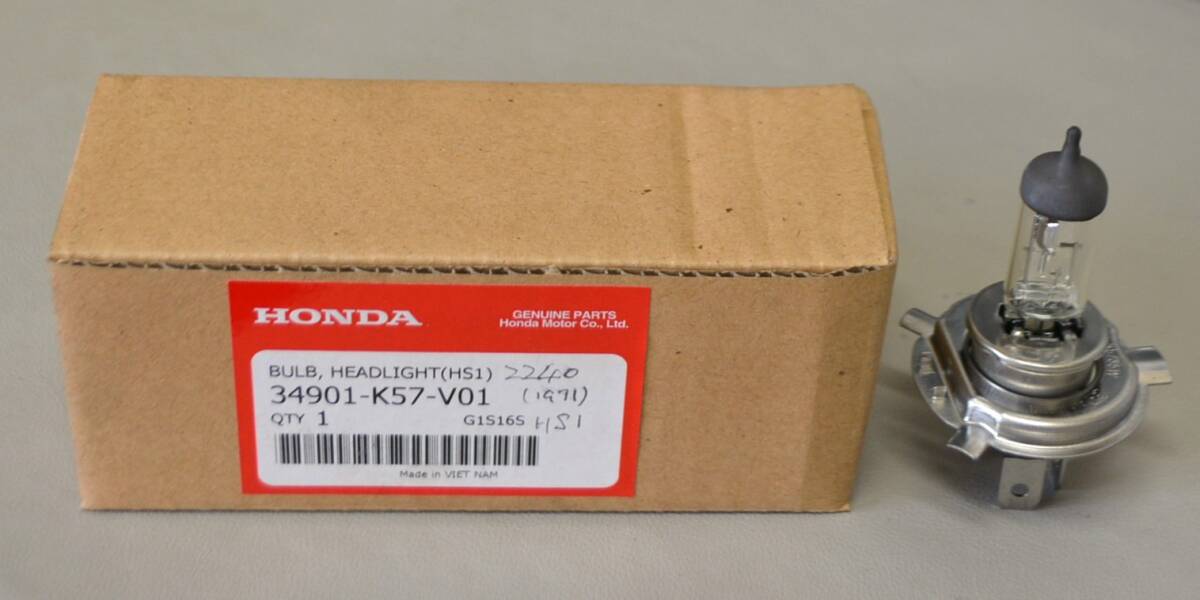 HONDA
GENUINE PARTS
Honda Motor Co., Ltd.
BULB, HEADLIGHT(HS1) 2240
34901-K57-V01 (1971)
QTY 1 G1S16S HS1
Made in VIET NAM